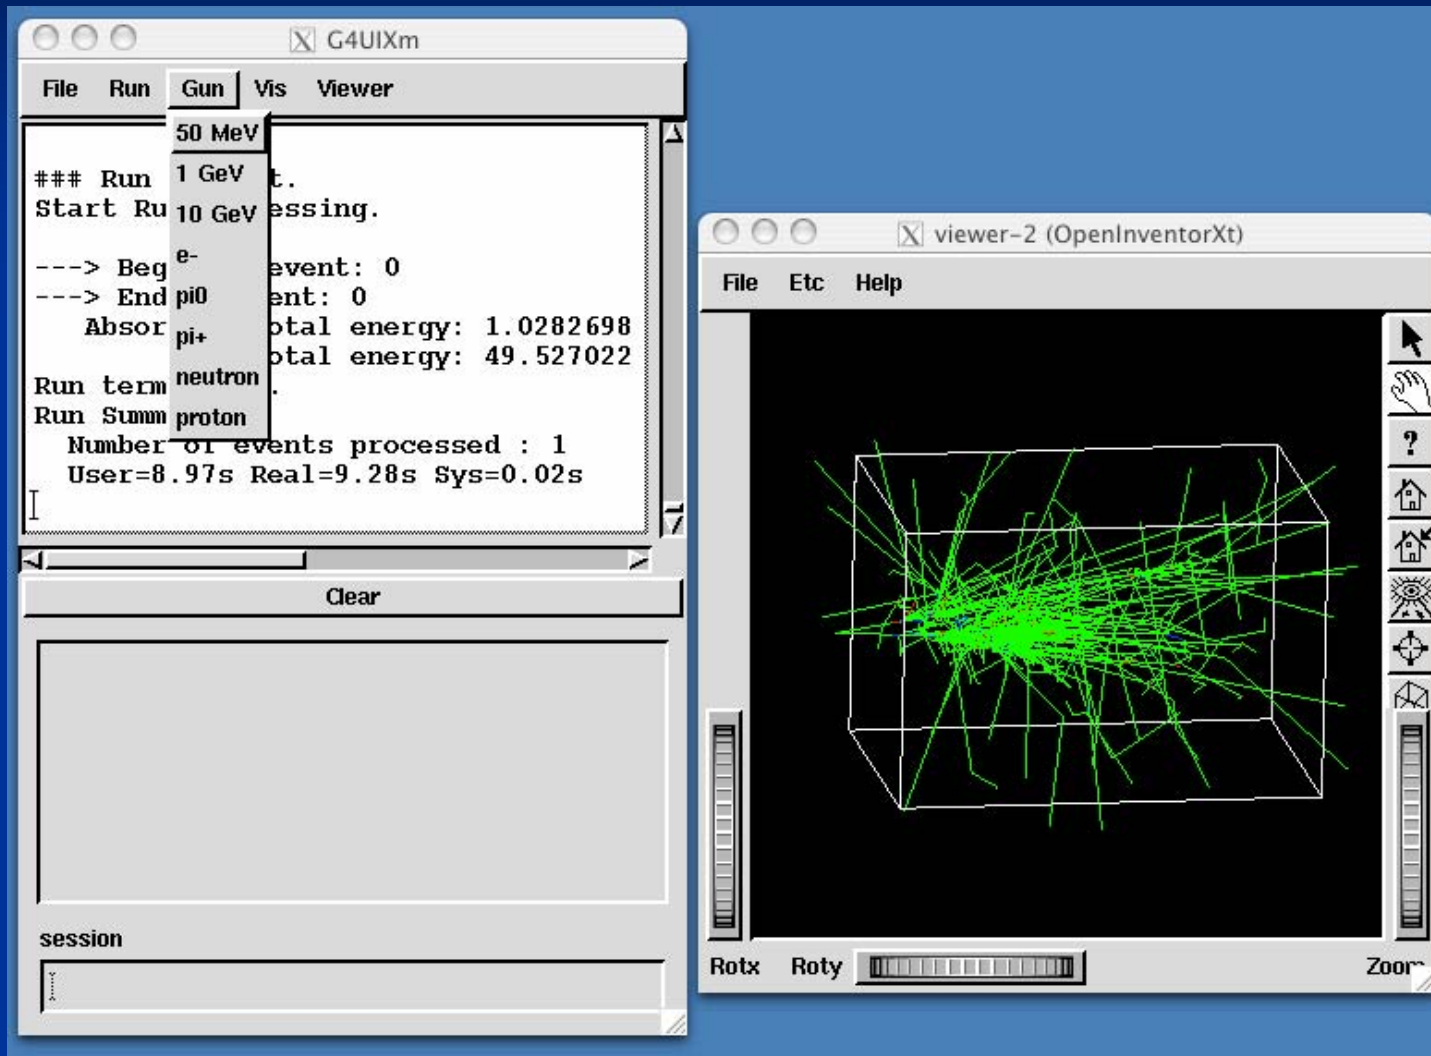 G4UIXm
File Run Gun Vis Viewer
50 MeV
1 GeV
10 GeV
e-
pi0
pi+
neutron
proton
### Run t.
Start Ru essing.
---> Beg event: 0
---> End ent: 0
Absor otal energy: 1.0282698
otal energy: 49.527022
Run term .
Run Summ
Number of events processed : 1
User=8.97s Real=9.28s Sys=0.02s
Clear
session
viewer-2 (OpenInventorXt)
File Etc Help
?
Rotx Roty Zoom